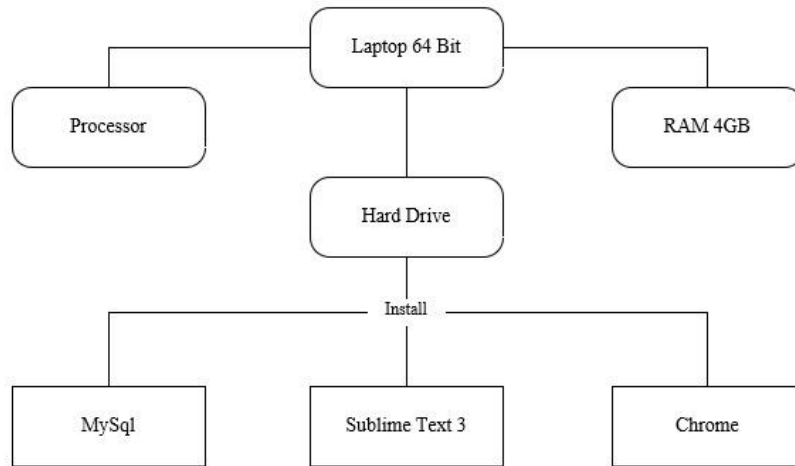 Laptop 64 Bit
Processor
RAM 4GB
Hard Drive
Install
MySql
Sublime Text 3
Chrome